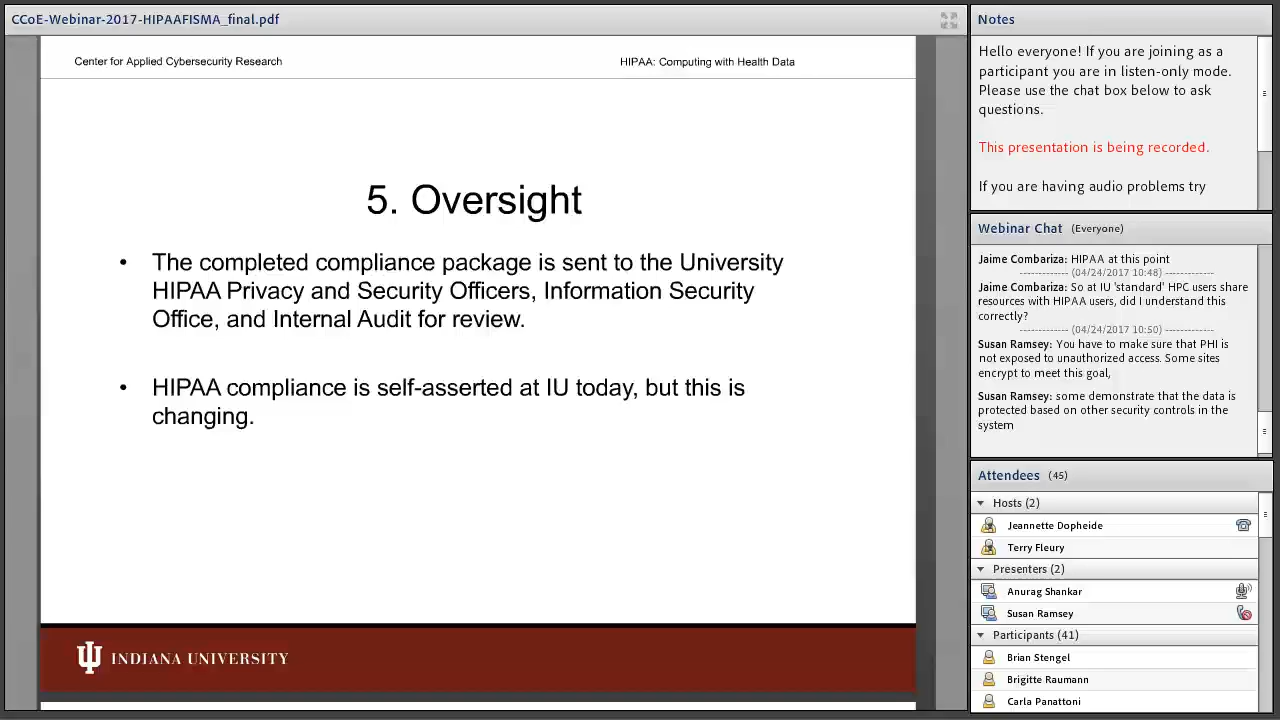 CCoE-Webinar-2017-HIPAAFISMA_final.pdf
Center for Applied Cybersecurity Research
HIPAA: Computing with Health Data
5. Oversight
• The completed compliance package is sent to the University
HIPAA Privacy and Security Officers, Information Security
Office, and Internal Audit for review.
• HIPAA compliance is self-asserted at IU today, but this is
changing.
INDIANA UNIVERSITY
Notes
Hello everyone! If you are joining as a
participant you are in listen-only mode.
Please use the chat box below to ask
questions.
This presentation is being recorded.
If you are having audio problems try
Webinar Chat (Everyone)
Jaime Combariza: HIPAA at this point
------------- (04/24/2017 10:48) -------------
Jaime Combariza: So at IU 'standard' HPC users share
resources with HIPAA users, did I understand this
correctly?
------------- (04/24/2017 10:50) -------------
Susan Ramsey: You have to make sure that PHI is
not exposed to unauthorized access. Some sites
encrypt to meet this goal,
Susan Ramsey: some demonstrate that the data is
protected based on other security controls in the
system
Attendees (45)
Hosts (2)
Jeannette Dopheide
Terry Fleury
Presenters (2)
Anurag Shankar
Susan Ramsey
Participants (41)
Brian Stengel
Brigitte Raumann
Carla Panattoni